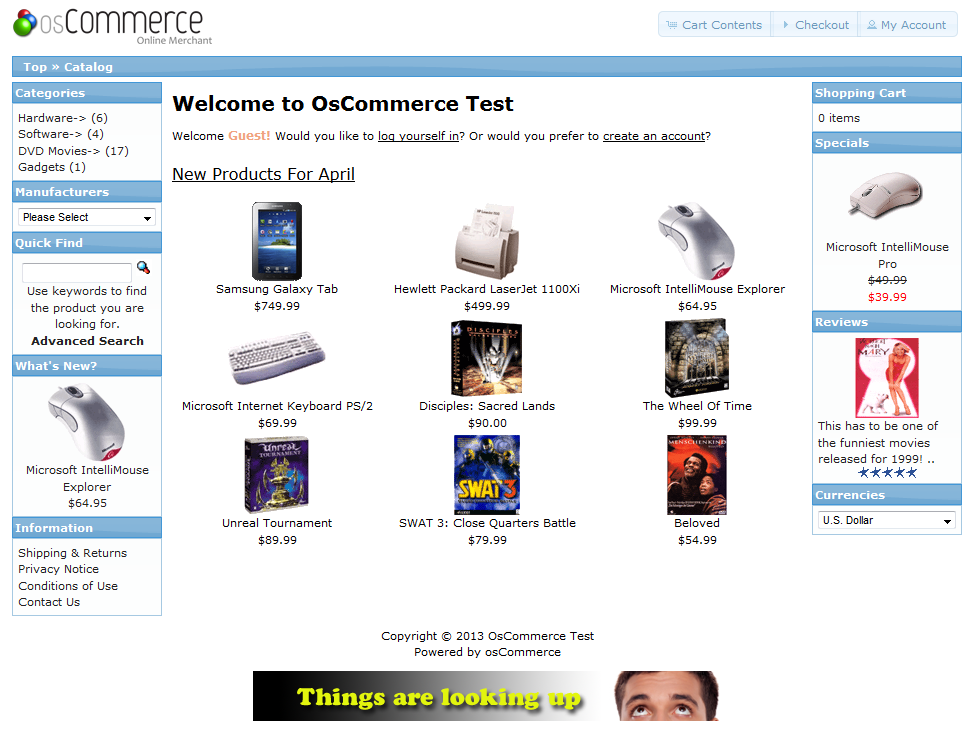 osCommerce
Online Merchant
Cart Contents
Checkout
My Account
Top » Catalog
Categories
Hardware-> (6)
Software-> (4)
DVD Movies-> (17)
Gadgets (1)
Manufacturers
Please Select
Quick Find
Use keywords to find
the product you are
looking for.
Advanced Search
What's New?
Microsoft IntelliMouse
Explorer
$64.95
Information
Shipping & Returns
Privacy Notice
Conditions of Use
Contact Us
Welcome to OsCommerce Test
Welcome Guest! Would you like to log yourself in? Or would you prefer to create an account?
New Products For April
Samsung Galaxy Tab
$749.99
Hewlett Packard LaserJet 1100Xi
$499.99
Microsoft IntelliMouse Explorer
$64.95
Microsoft Internet Keyboard PS/2
$69.99
DISCIPLES
Disciples: Sacred Lands
$90.00
The Wheel Of Time
$99.99
Unreal
TOURNAMENT
Unreal Tournament
$89.99
SWAT 3
SWAT 3: Close Quarters Battle
$79.99
MENSCHENKIND
Beloved
$54.99
Shopping Cart
0 items
Specials
Microsoft IntelliMouse
Pro
$49.99
$39.99
Reviews
MARY
This has to be one of
the funniest movies
released for 1999! ..
Currencies
U.S. Dollar
Copyright © 2013 OsCommerce Test
Powered by osCommerce
Things are looking up